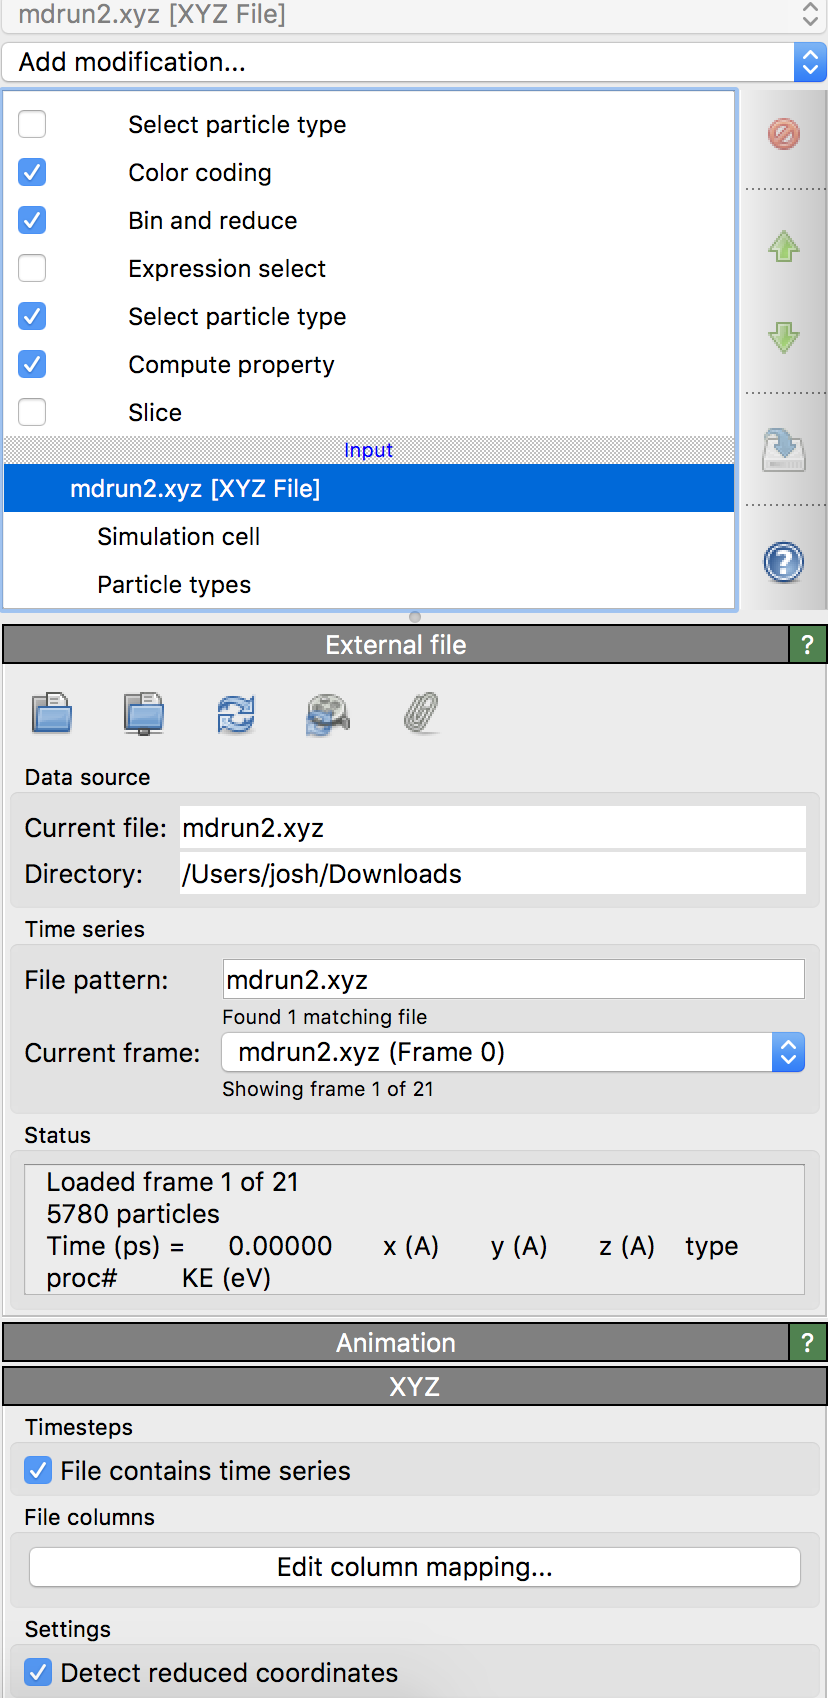 mdrun2.xyz [XYZ File]
Add modification...
Select particle type
Color coding
Bin and reduce
Expression select
Select particle type
Compute property
Slice
Input
mdrun2.xyz [XYZ File]
Simulation cell
Particle types
External file ?
Data source
Current file: mdrun2.xyz
Directory: /Users/josh/Downloads
Time series
File pattern: mdrun2.xyz
Found 1 matching file
Current frame: mdrun2.xyz (Frame 0)
Showing frame 1 of 21
Status
Loaded frame 1 of 21
5780 particles
Time (ps) = 0.00000 x (A) y (A) z (A) type
proc# KE (eV)
Animation ?
XYZ
Timesteps
File contains time series
File columns
Edit column mapping...
Settings
Detect reduced coordinates